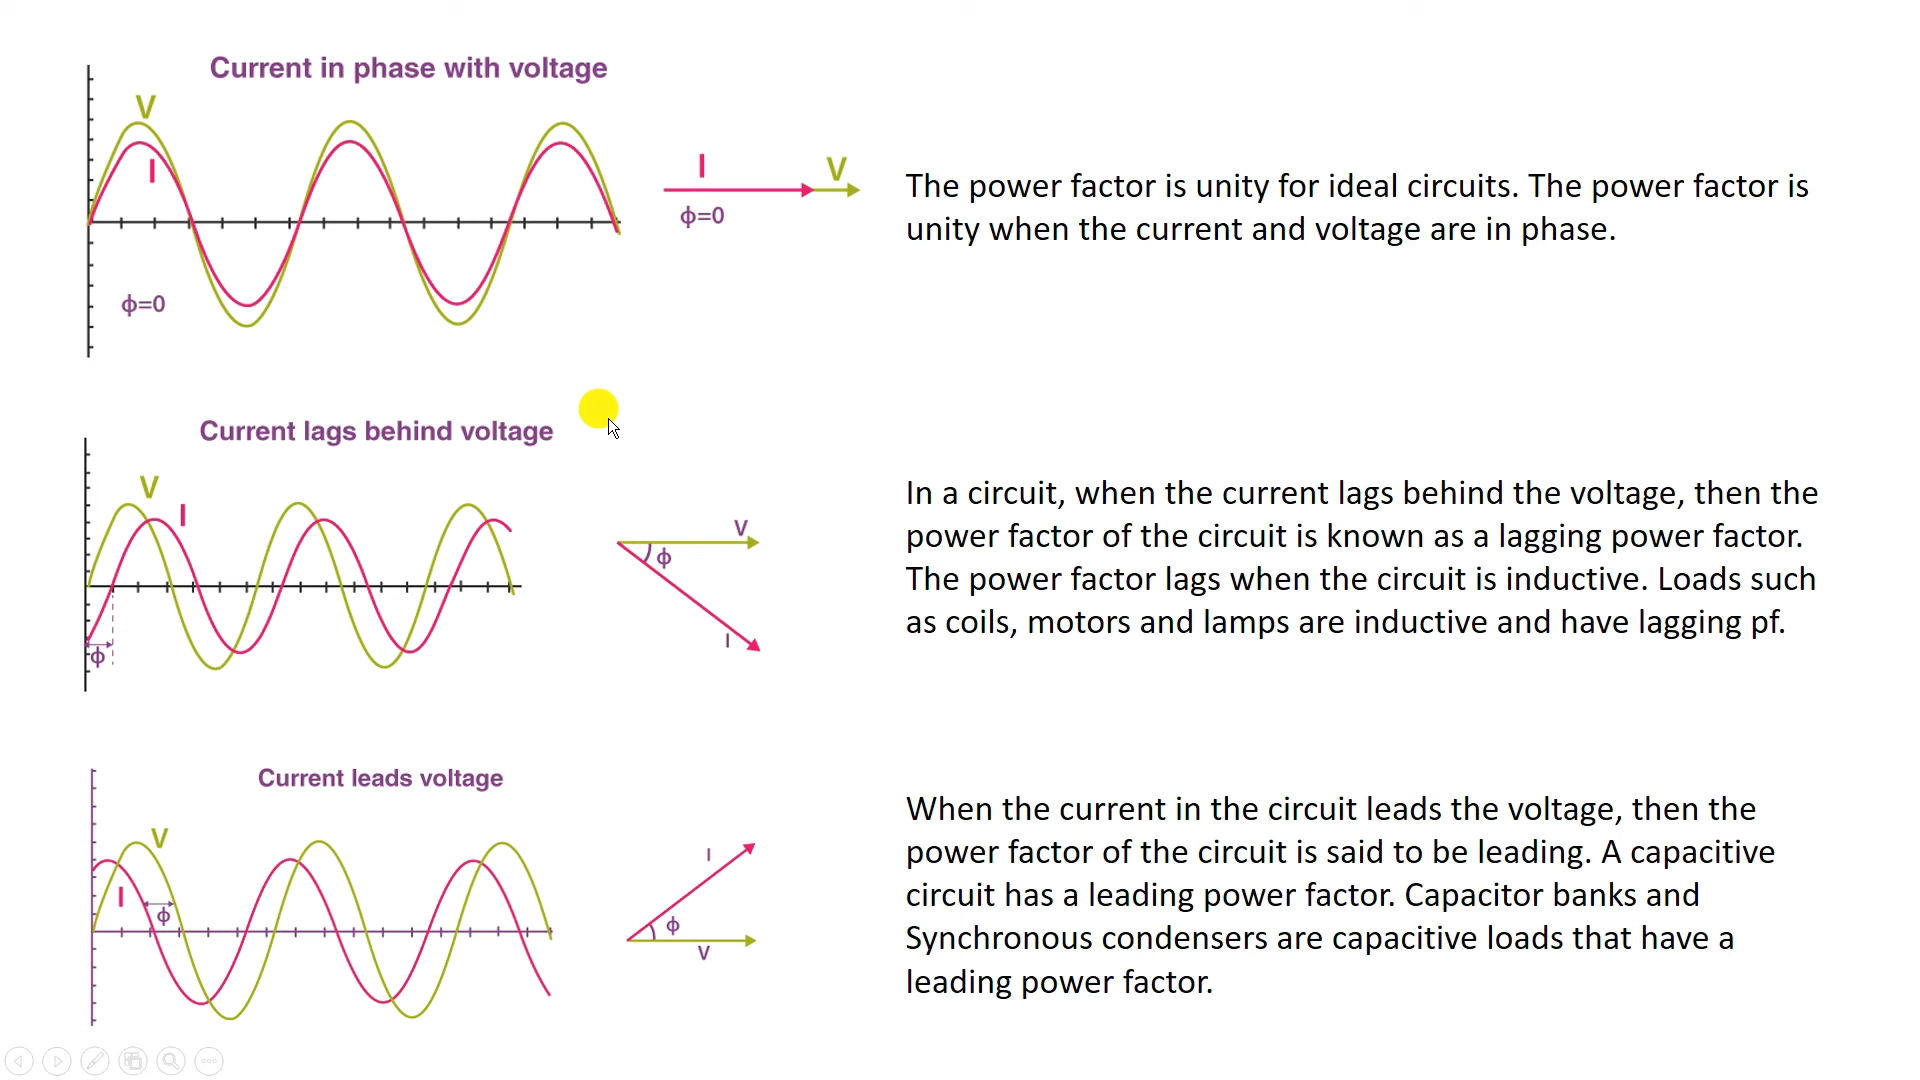 Current in phase with voltage
V
I
I
V
ϕ=0
ϕ=0
The power factor is unity for ideal circuits. The power factor is
unity when the current and voltage are in phase.
Current lags behind voltage
V
I
ϕ
V
ϕ
I
In a circuit, when the current lags behind the voltage, then the
power factor of the circuit is known as a lagging power factor.
The power factor lags when the circuit is inductive. Loads such
as coils, motors and lamps are inductive and have lagging pf.
Current leads voltage
V
I
ϕ
I
ϕ
V
When the current in the circuit leads the voltage, then the
power factor of the circuit is said to be leading. A capacitive
circuit has a leading power factor. Capacitor banks and
Synchronous condensers are capacitive loads that have a
leading power factor.